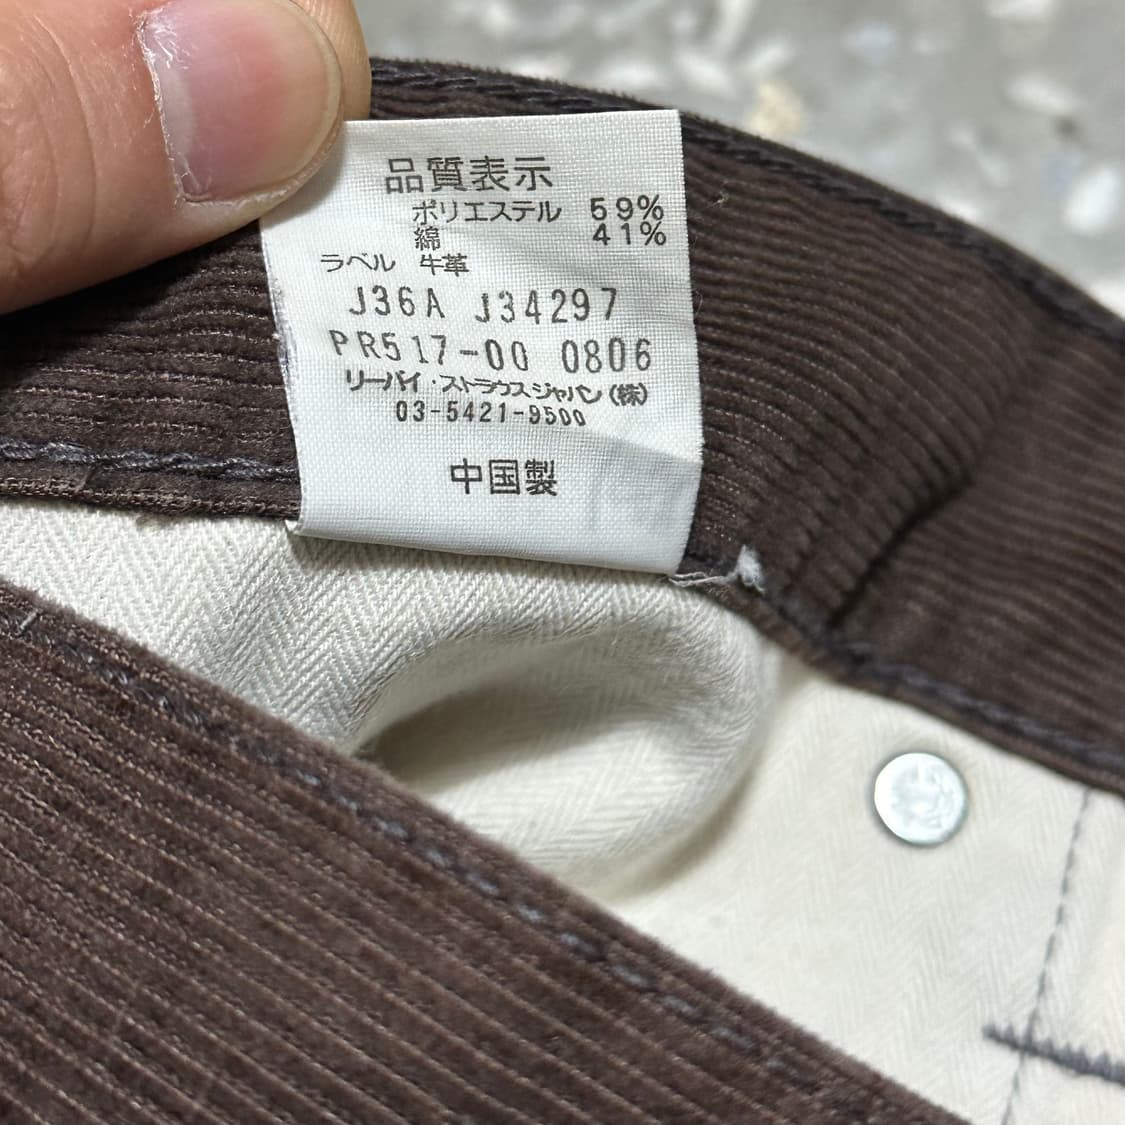 品質表示
ポリエステル 59%
綿 41%
ラベル 牛革
J36A J34297
PR517-00 0806
リーバイ・ストラウスジャパン(株)
03-5421-9500
中国製